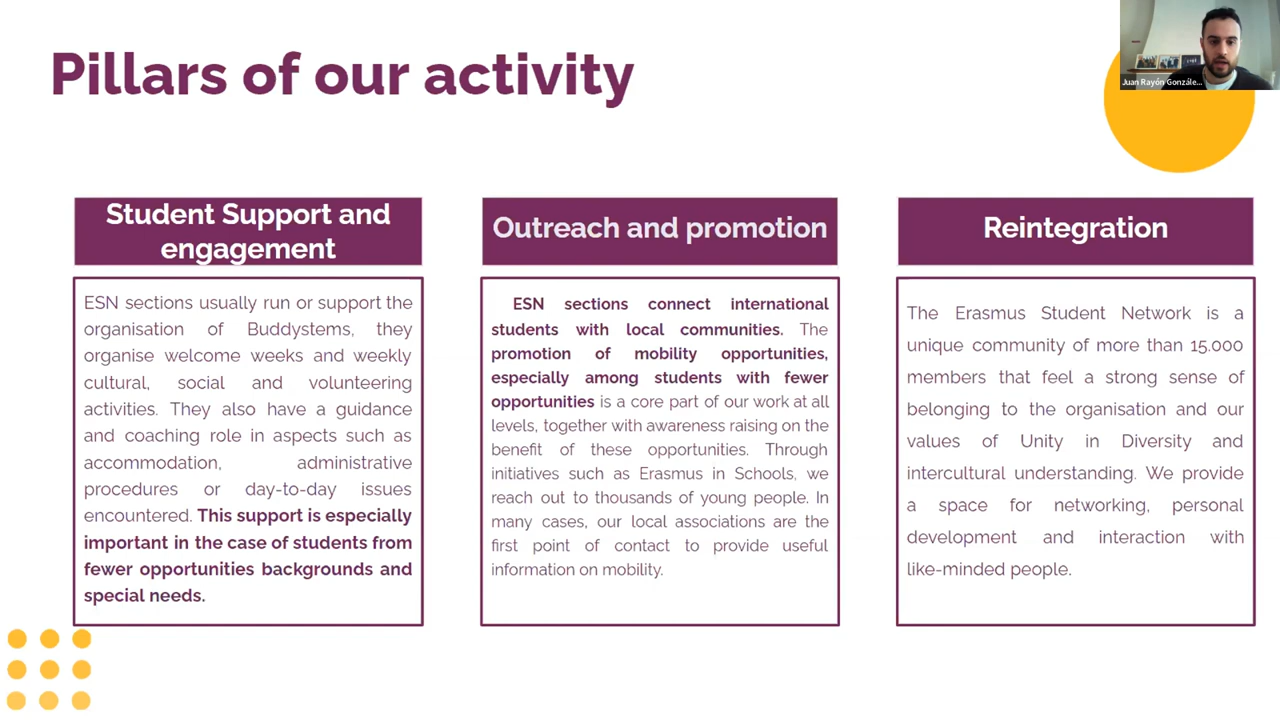 Pillars of our activity
Juan Rayón Gonzále...
Student Support and
engagement
ESN sections usually run or support the
organisation of Buddystems, they
organise welcome weeks and weekly
cultural, social and volunteering
activities. They also have a guidance
and coaching role in aspects such as
accommodation, administrative
procedures or day-to-day issues
encountered. This support is especially
important in the case of students from
fewer opportunities backgrounds and
special needs.
Outreach and promotion
ESN sections connect international
students with local communities. The
promotion of mobility opportunities,
especially among students with fewer
opportunities is a core part of our work at all
levels, together with awareness raising on the
benefit of these opportunities. Through
initiatives such as Erasmus in Schools, we
reach out to thousands of young people. In
many cases, our local associations are the
first point of contact to provide useful
information on mobility.
Reintegration
The Erasmus Student Network is a
unique community of more than 15.000
members that feel a strong sense of
belonging to the organisation and our
values of Unity in Diversity and
intercultural understanding. We provide
a space for networking, personal
development and interaction with
like-minded people.